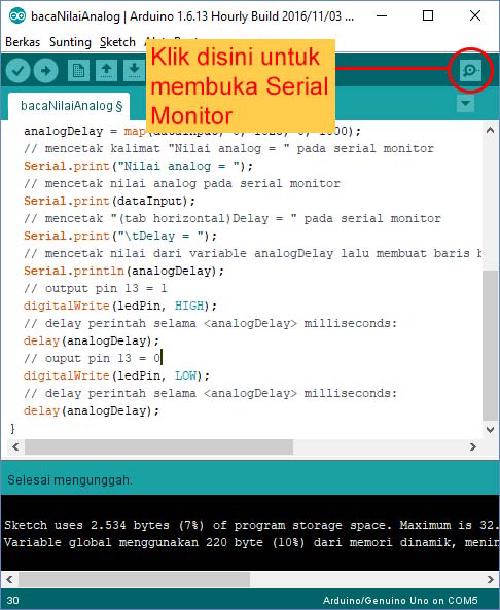 bacaNilaiAnalog | Arduino 1.6.13 Hourly Build 2016/11/03 ...
Berkas Sunting Sketch
Klik disini untuk
membuka Serial
Monitor
bacaNilaiAnalog §
analogDelay = map(dataInput, 0, 1023, 0, 1000);
// mencetak kalimat "Nilai analog = " pada serial monitor
Serial.print("Nilai analog = ");
// mencetak nilai analog pada serial monitor
Serial.print(dataInput);
// mencetak "(tab horizontal)Delay = " pada serial monitor
Serial.print("\tDelay = ");
// mencetak nilai dari variable analogDelay lalu membuat baris b
Serial.println(analogDelay);
// output pin 13 = 1
digitalWrite(ledPin, HIGH);
// delay perintah selama <analogDelay> milliseconds:
delay(analogDelay);
// ouput pin 13 = 0
digitalWrite(ledPin, LOW);
// delay perintah selama <analogDelay> milliseconds:
delay(analogDelay);
}
Selesai mengunggah.
Sketch uses 2.534 bytes (7%) of program storage space. Maximum is 32.
Variable global menggunakan 220 byte (10%) dari memori dinamik, menin
30
Arduino/Genuino Uno on COM5